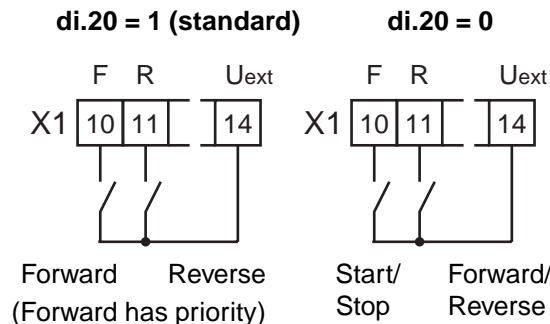 di.20 = 1 (standard)
F R Uext
X1 10 11 14
Forward Reverse
(Forward has priority)
di.20 = 0
F R Uext
X1 10 11 14
Start/ Forward/
Stop Reverse